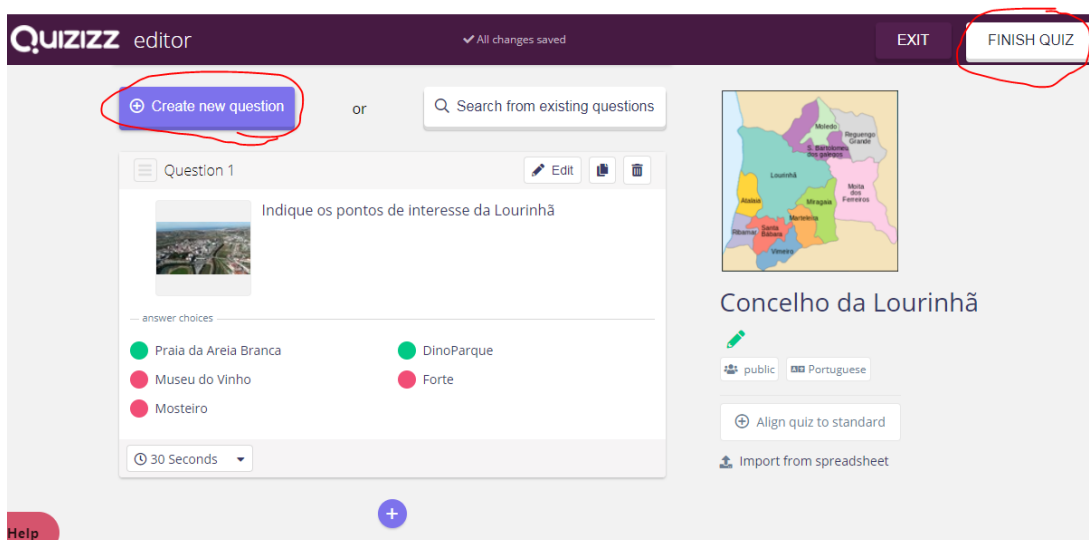 QUIZIZZ editor
All changes saved
EXIT
FINISH QUIZ
Create new question
or
Search from existing questions
Question 1
Edit
Indique os pontos de interesse da Lourinhã
answer choices
Praia da Areia Branca
DinoParque
Museu do Vinho
Forte
Mosteiro
30 Seconds
Moledo
Reguengo
Grande
S. Bartolomeu
dos galegos
Lourinhã
Moita
dos
Ferreiros
Atalaia
Miragaia
Marteleira
Ribamar
Santa
Bábara
Vimeiro
Concelho da Lourinhã
public
Portuguese
Align quiz to standard
Import from spreadsheet
Help